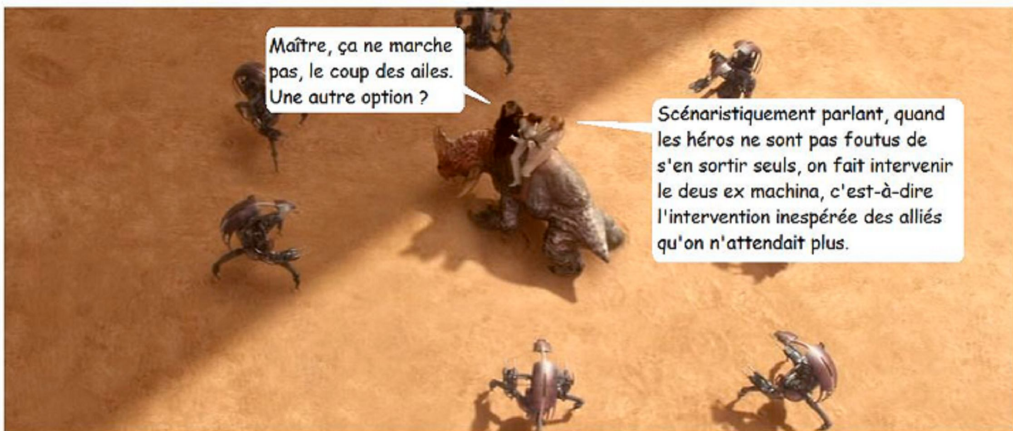 Maître, ça ne marche
pas, le coup des ailes.
Une autre option ?
Scénaristiquement parlant, quand
les héros ne sont pas foutus de
s'en sortir seuls, on fait intervenir
le deus ex machina, c'est-à-dire
l'intervention inespérée des alliés
qu'on n'attendait plus.